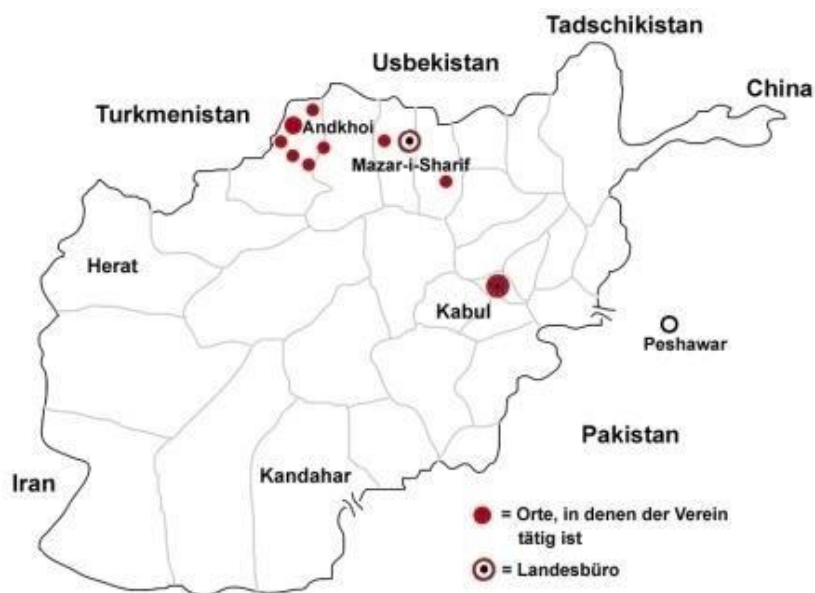 Tadschikistan
Usbekistan
China
Turkmenistan
Andkhoi
Mazar-i-Sharif
Herat
Kabul
Peshawar
Pakistan
Kandahar
Iran
= Orte, in denen der Verein
tätig ist
= Landesbüro